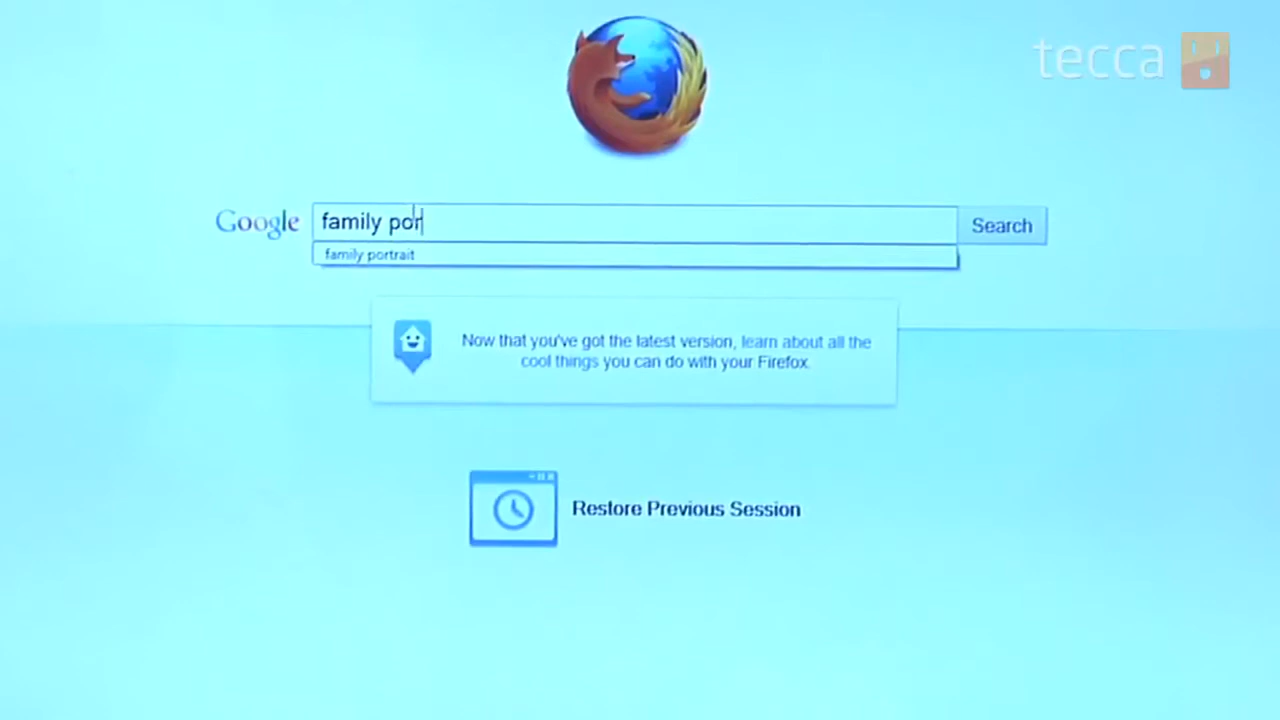 tecca
Google
family por
Search
family portrait
Now that you've got the latest version, learn about all the
cool things you can do with your Firefox.
Restore Previous Session